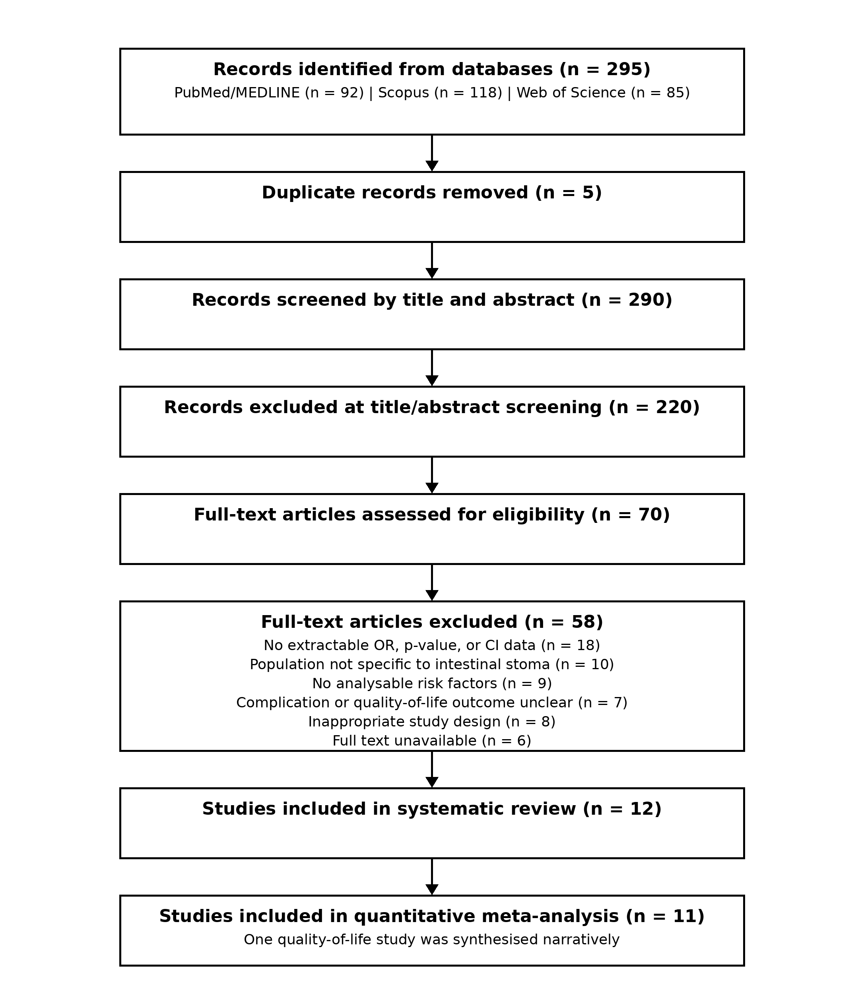 Records identified from databases (n = 295)
PubMed/MEDLINE (n = 92) | Scopus (n = 118) | Web of Science (n = 85)
Duplicate records removed (n = 5)
Records screened by title and abstract (n = 290)
Records excluded at title/abstract screening (n = 220)
Full-text articles assessed for eligibility (n = 70)
Full-text articles excluded (n = 58)
No extractable OR, p-value, or CI data (n = 18)
Population not specific to intestinal stoma (n = 10)
No analysable risk factors (n = 9)
Complication or quality-of-life outcome unclear (n = 7)
Inappropriate study design (n = 8)
Full text unavailable (n = 6)
Studies included in systematic review (n = 12)
Studies included in quantitative meta-analysis (n = 11)
One quality-of-life study was synthesised narratively